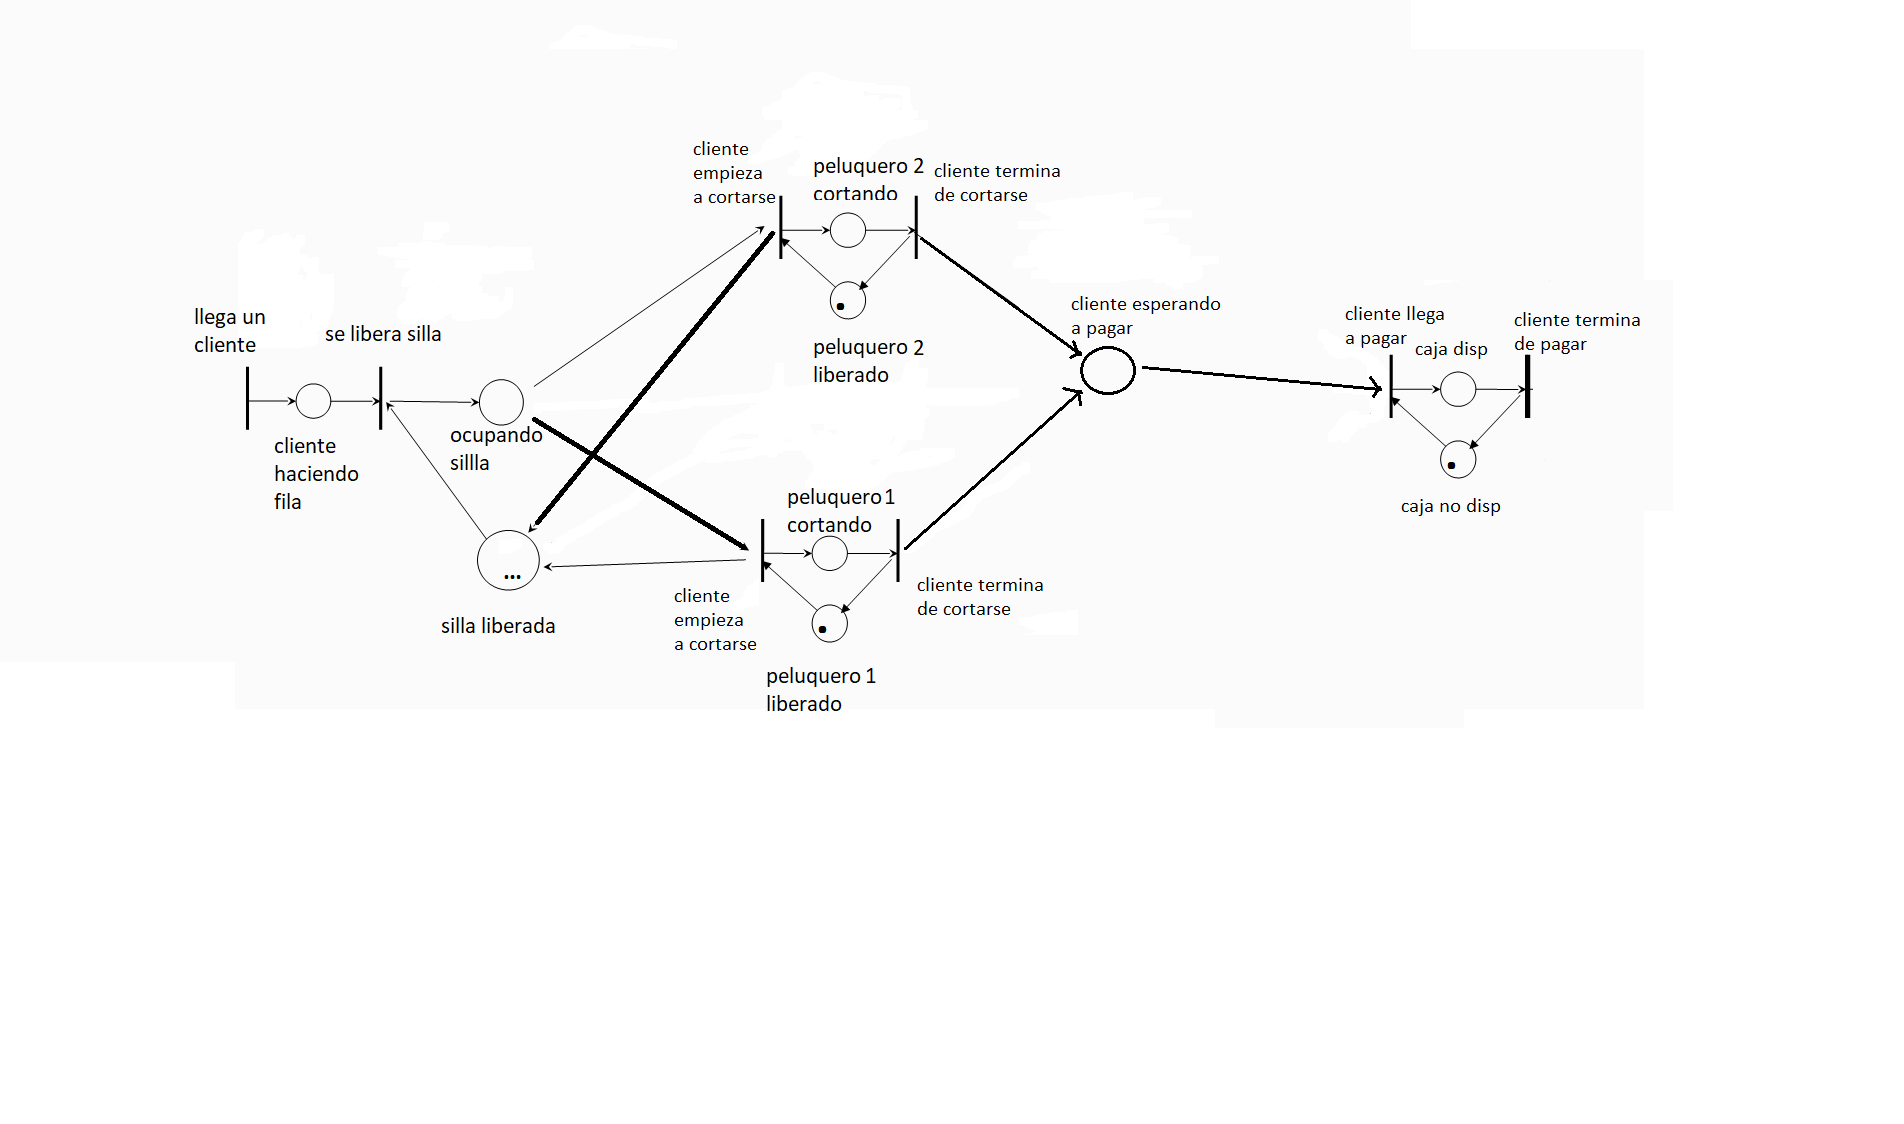 cliente
empieza
a cortarse
peluquero 2
cortando
cliente termina
de cortarse
llega un
cliente
se libera silla
cliente
haciendo
fila
ocupando
sillla
silla liberada
peluquero 2
liberado
cliente esperando
a pagar
cliente llega
a pagar
caja disp
cliente termina
de pagar
caja no disp
peluquero 1
cortando
cliente
empieza
a cortarse
cliente termina
de cortarse
peluquero 1
liberado